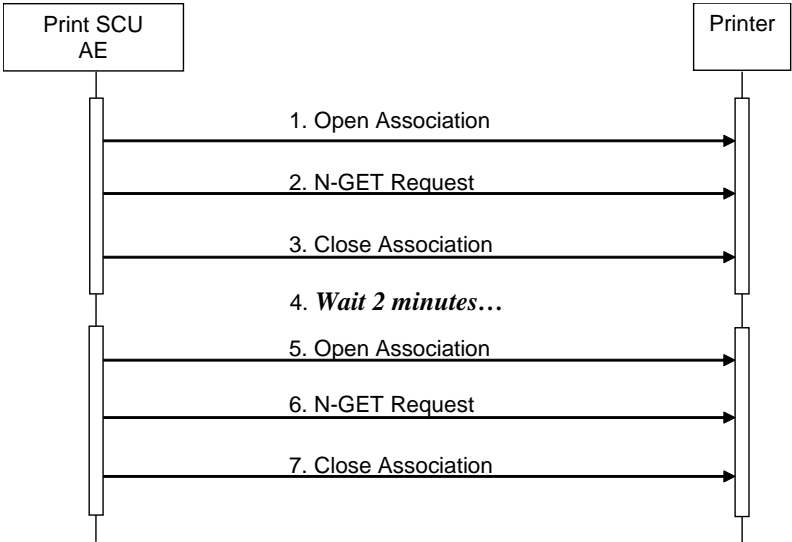 Print SCU
AE
Printer
1. Open Association
2. N-GET Request
3. Close Association
4. Wait 2 minutes…
5. Open Association
6. N-GET Request
7. Close Association